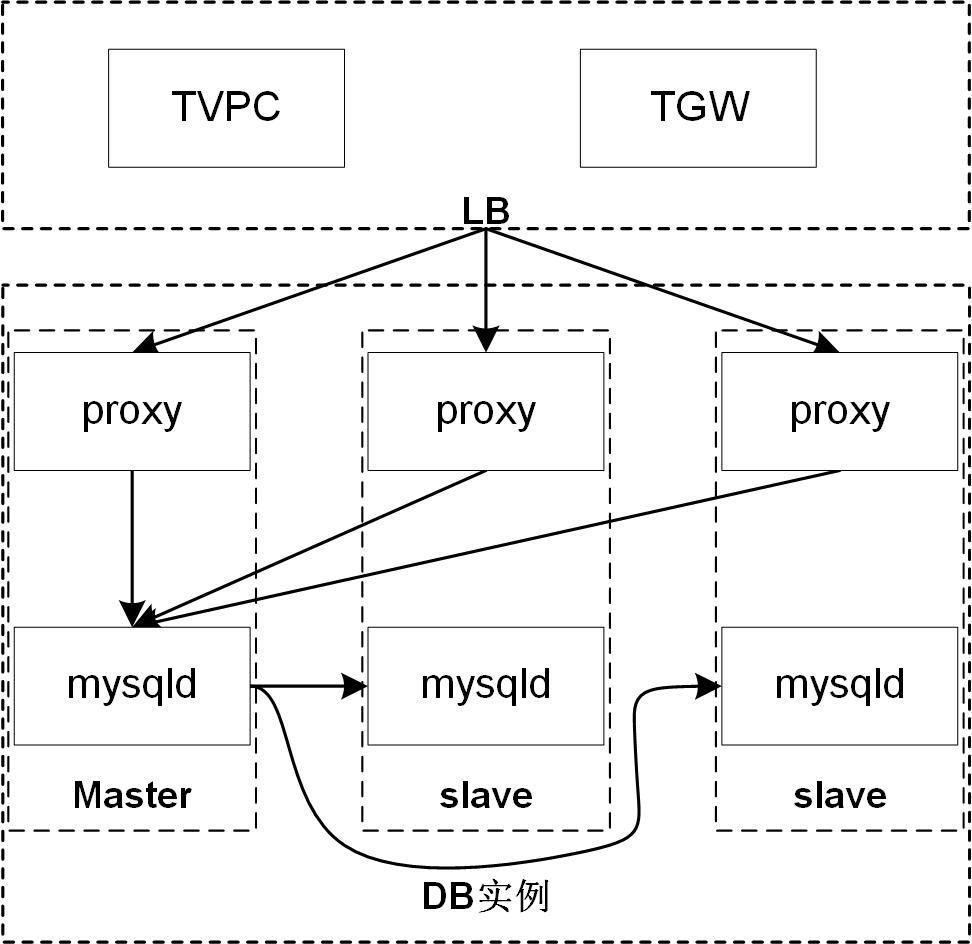 TVPC
TGW
LB
proxy
proxy
proxy
mysqld
mysqld
mysqld
Master
slave
slave
DB实例